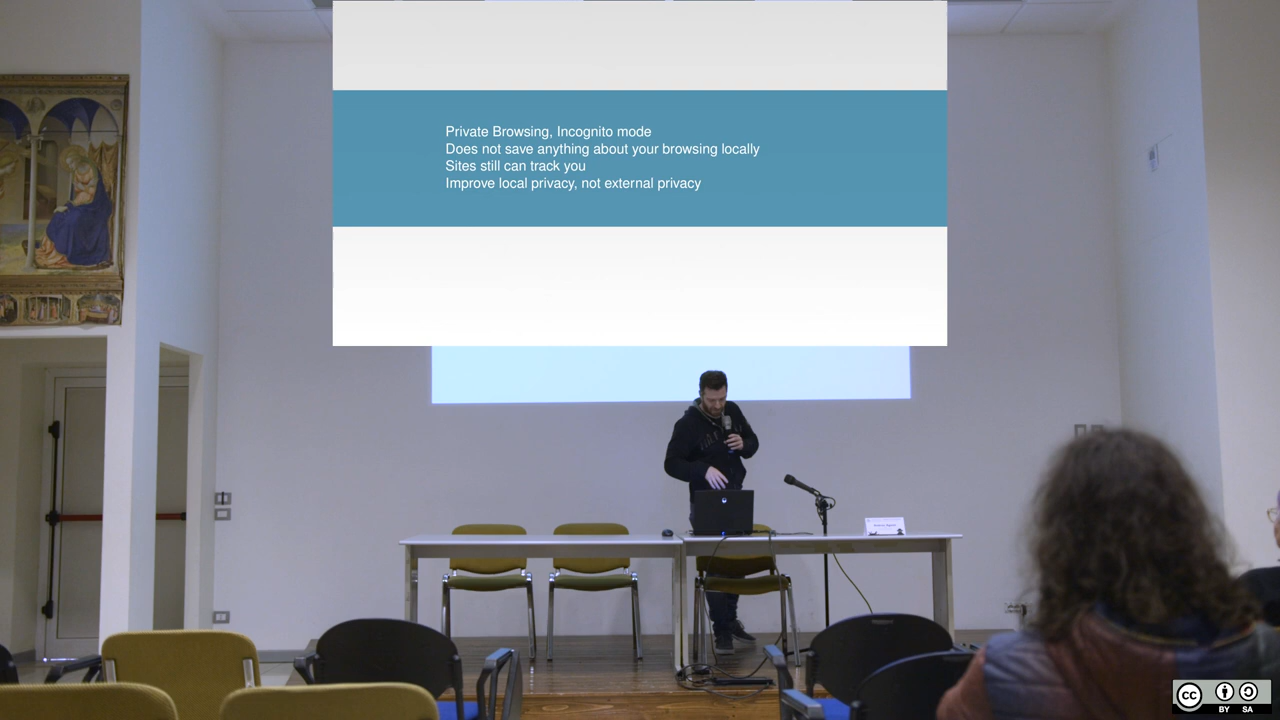 Private Browsing, Incognito mode
Does not save anything about your browsing locally
Sites still can track you
Improve local privacy, not external privacy
cc
BY SA